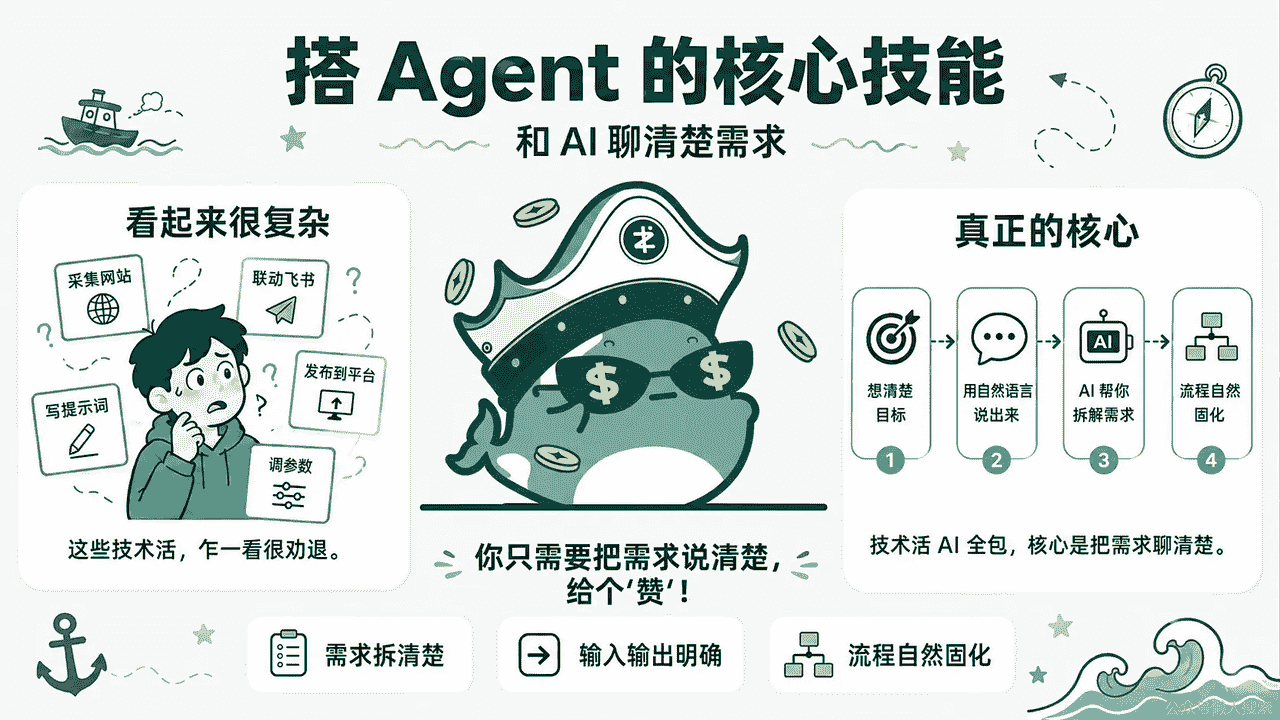 搭 Agent 的核心技能
和 AI 聊清楚需求
看起来很复杂
采集网站
联动飞书
写提示词
发布到平台
调参数
这些技术活，乍一看很劝退。
$ $
你只需要把需求说清楚，
给个‘赞’！
真正的核心
想清楚
目标
1
用自然语言
说出来
2
AI
AI 帮你
拆解需求
3
流程自然
固化
4
技术活 AI 全包，核心是把需求聊清楚。
需求拆清楚
输入输出明确
流程自然固化